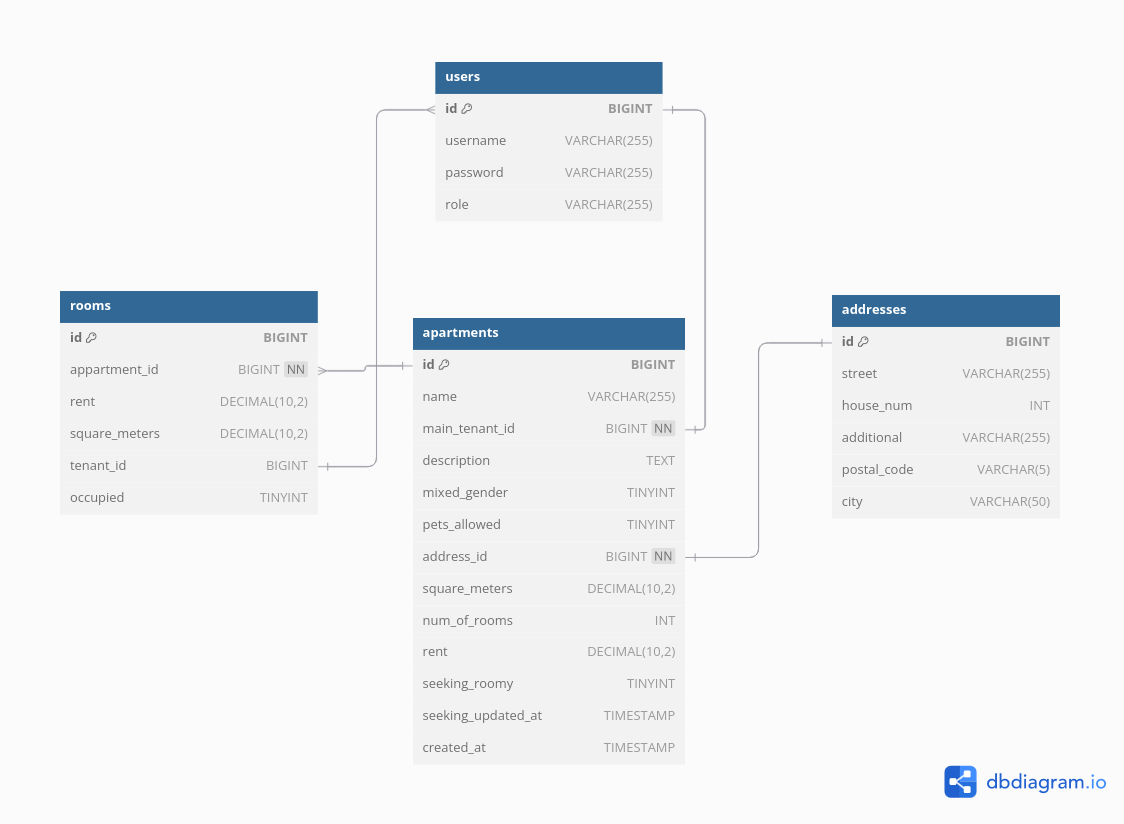 users
id BIGINT
username VARCHAR(255)
password VARCHAR(255)
role VARCHAR(255)
rooms
id BIGINT
appartment_id BIGINT NN
rent DECIMAL(10,2)
square_meters DECIMAL(10,2)
tenant_id BIGINT
occupied TINYINT
apartments
id BIGINT
name VARCHAR(255)
main_tenant_id BIGINT NN
description TEXT
mixed_gender TINYINT
pets_allowed TINYINT
address_id BIGINT NN
square_meters DECIMAL(10,2)
num_of_rooms INT
rent DECIMAL(10,2)
seeking_roomy TINYINT
seeking_updated_at TIMESTAMP
created_at TIMESTAMP
addresses
id BIGINT
street VARCHAR(255)
house_num INT
additional VARCHAR(255)
postal_code VARCHAR(5)
city VARCHAR(50)
dbdiagram.io